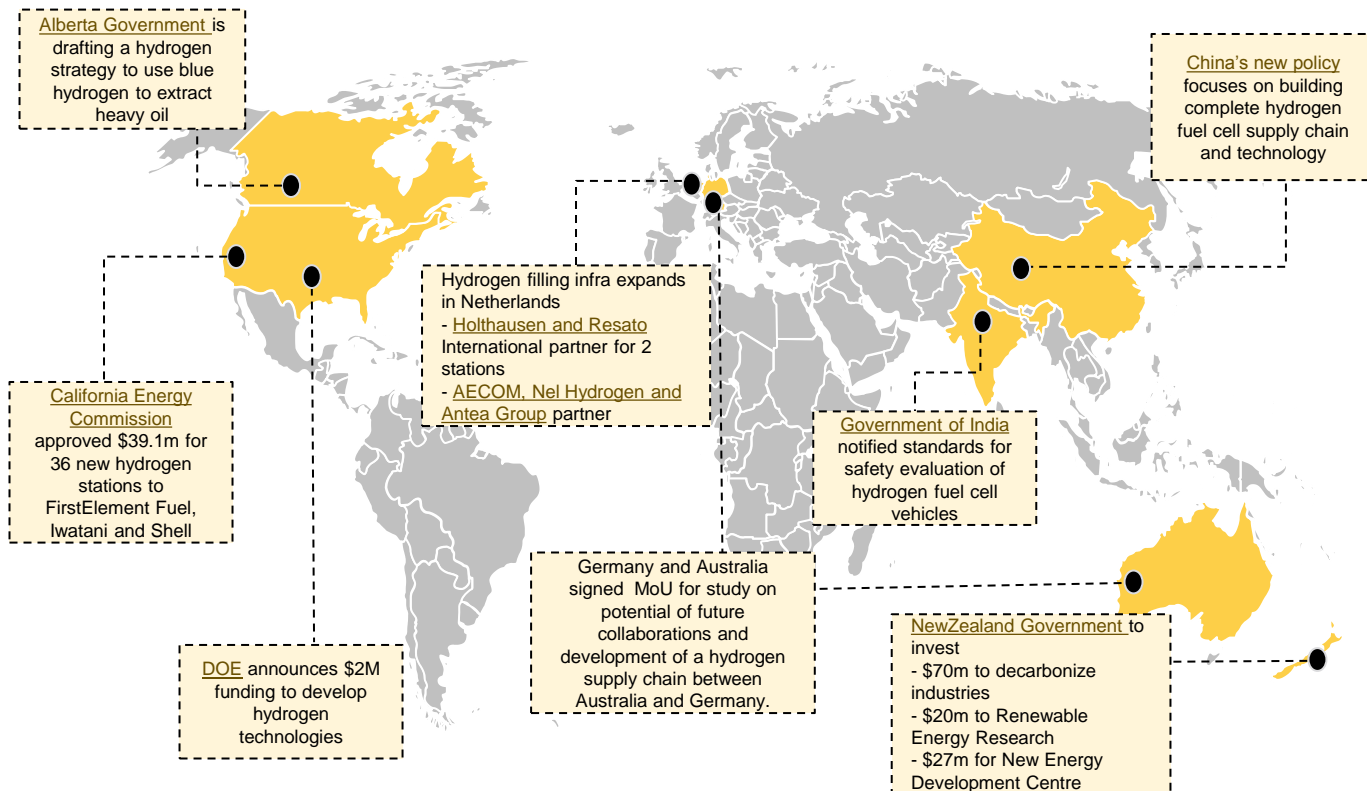 Alberta Government is
drafting a hydrogen
strategy to use blue
hydrogen to extract
heavy oil
China's new policy
focuses on building
complete hydrogen
fuel cell supply chain
and technology
Hydrogen filling infra expands
in Netherlands
- Holthausen and Resato
International partner for 2
stations
- AECOM, Nel Hydrogen and
Antea Group partner
California Energy
Commission
approved $39.1m for
36 new hydrogen
stations to
FirstElement Fuel,
Iwatani and Shell
Government of India
notified standards for
safety evaluation of
hydrogen fuel cell
vehicles
Germany and Australia
signed MoU for study on
potential of future
collaborations and
development of a hydrogen
supply chain between
Australia and Germany.
NewZealand Government to
invest
- $70m to decarbonize
industries
- $20m to Renewable
Energy Research
- $27m for New Energy
Development Centre
DOE announces $2M
funding to develop
hydrogen
technologies